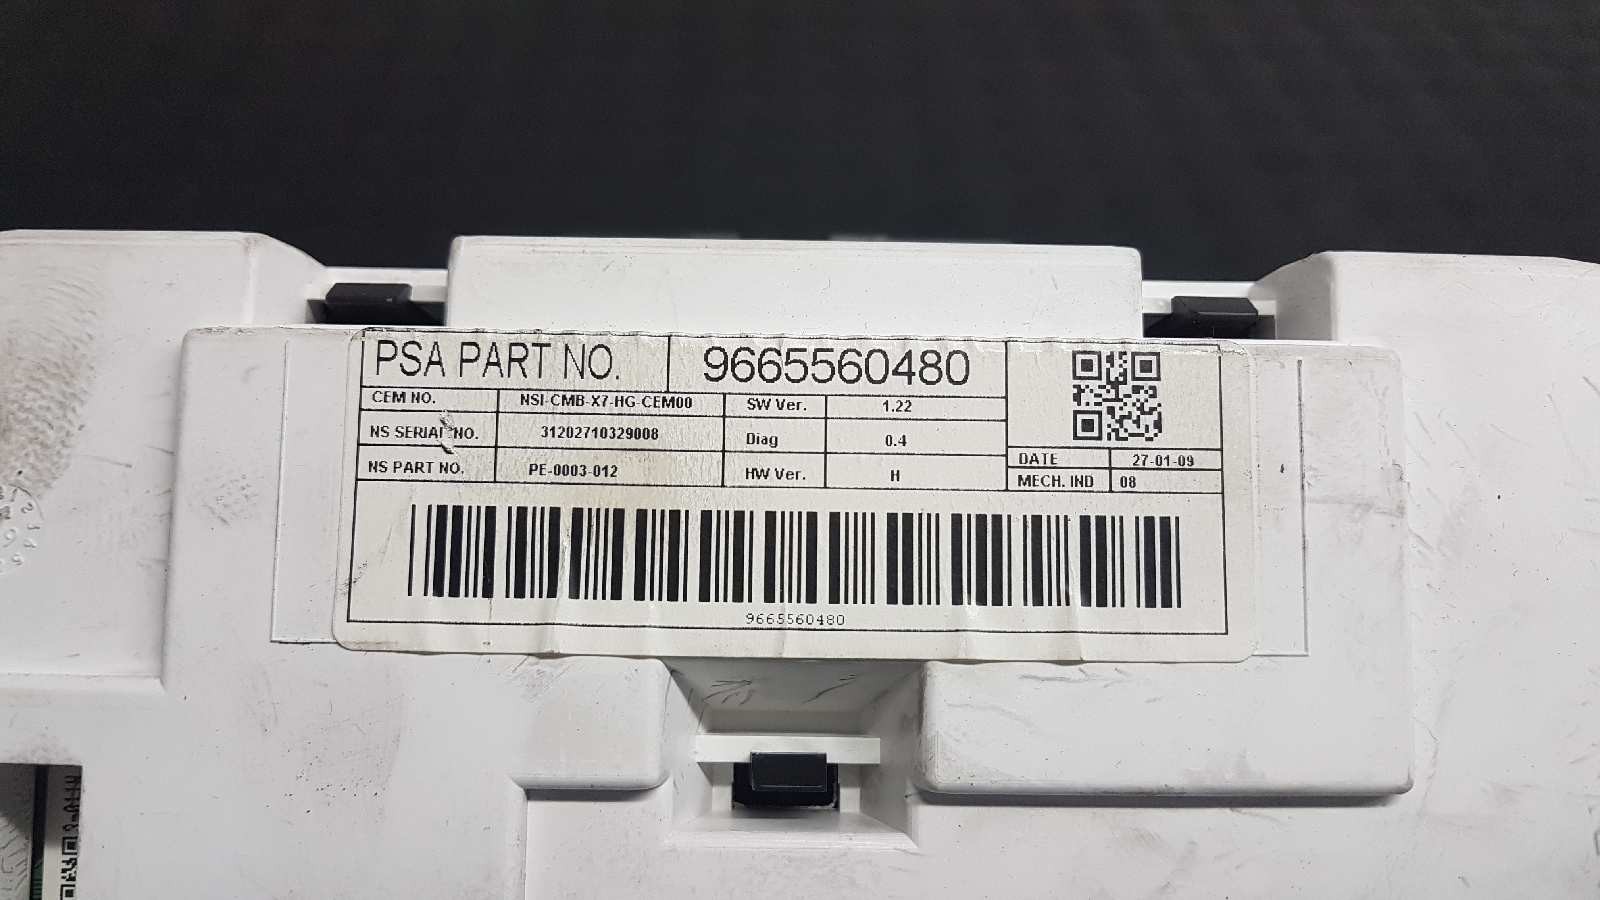 PSA PART NO. 9665560480
CEM NO. NSI-CMB-X7-HG-CEM00 SW Ver. 1.22
NS SERIAL NO. 31202710329008 Diag 0.4
NS PART NO. PE-0003-012 HW Ver. H
DATE 27-01-09
MECH. IND 08
9665560480